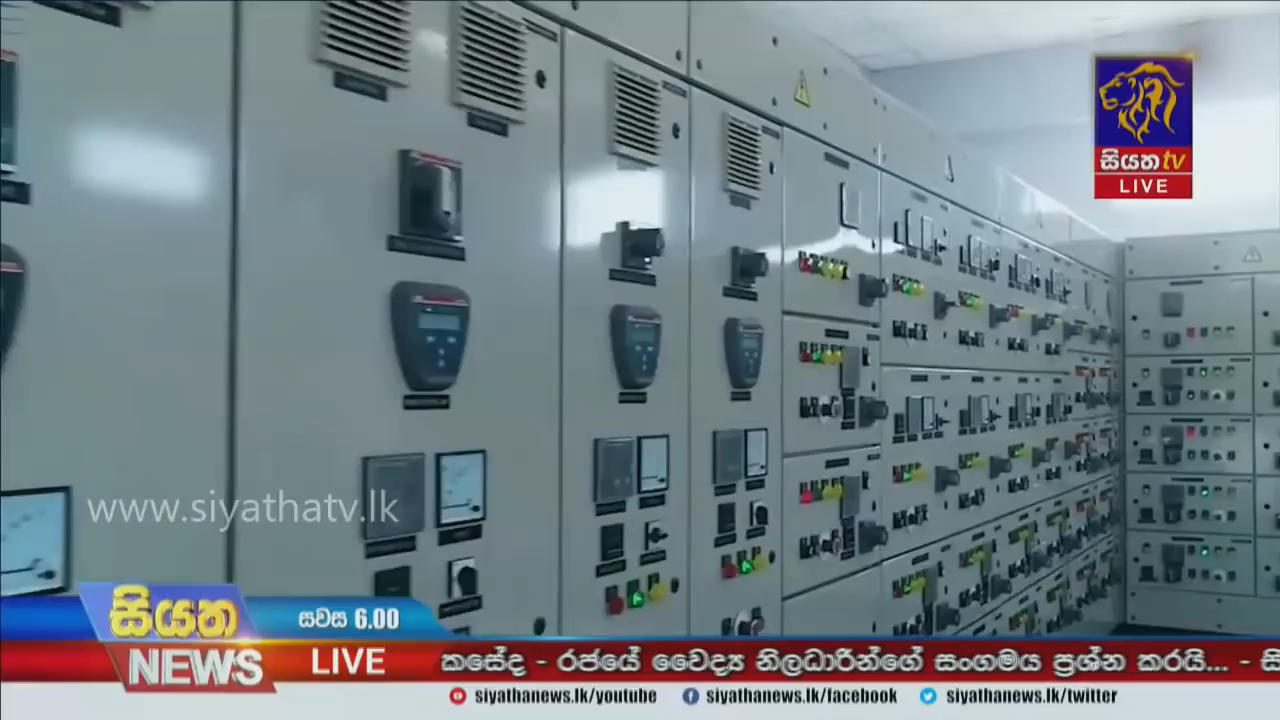 සියත tv
LIVE
www.siyathatv.lk
සියත
NEWS
සවස 6.00
LIVE
කසේද - රජයේ වෛද්‍ය නිලධාරීන්ගේ සංගමය ප්‍රශ්න කරයි... - සි
siyathanews.lk/youtube
siyathanews.lk/facebook
siyathanews.lk/twitter